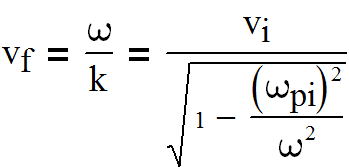 v_f = ω/k = v_i / √(1 − (ω_pi)²/ω²)